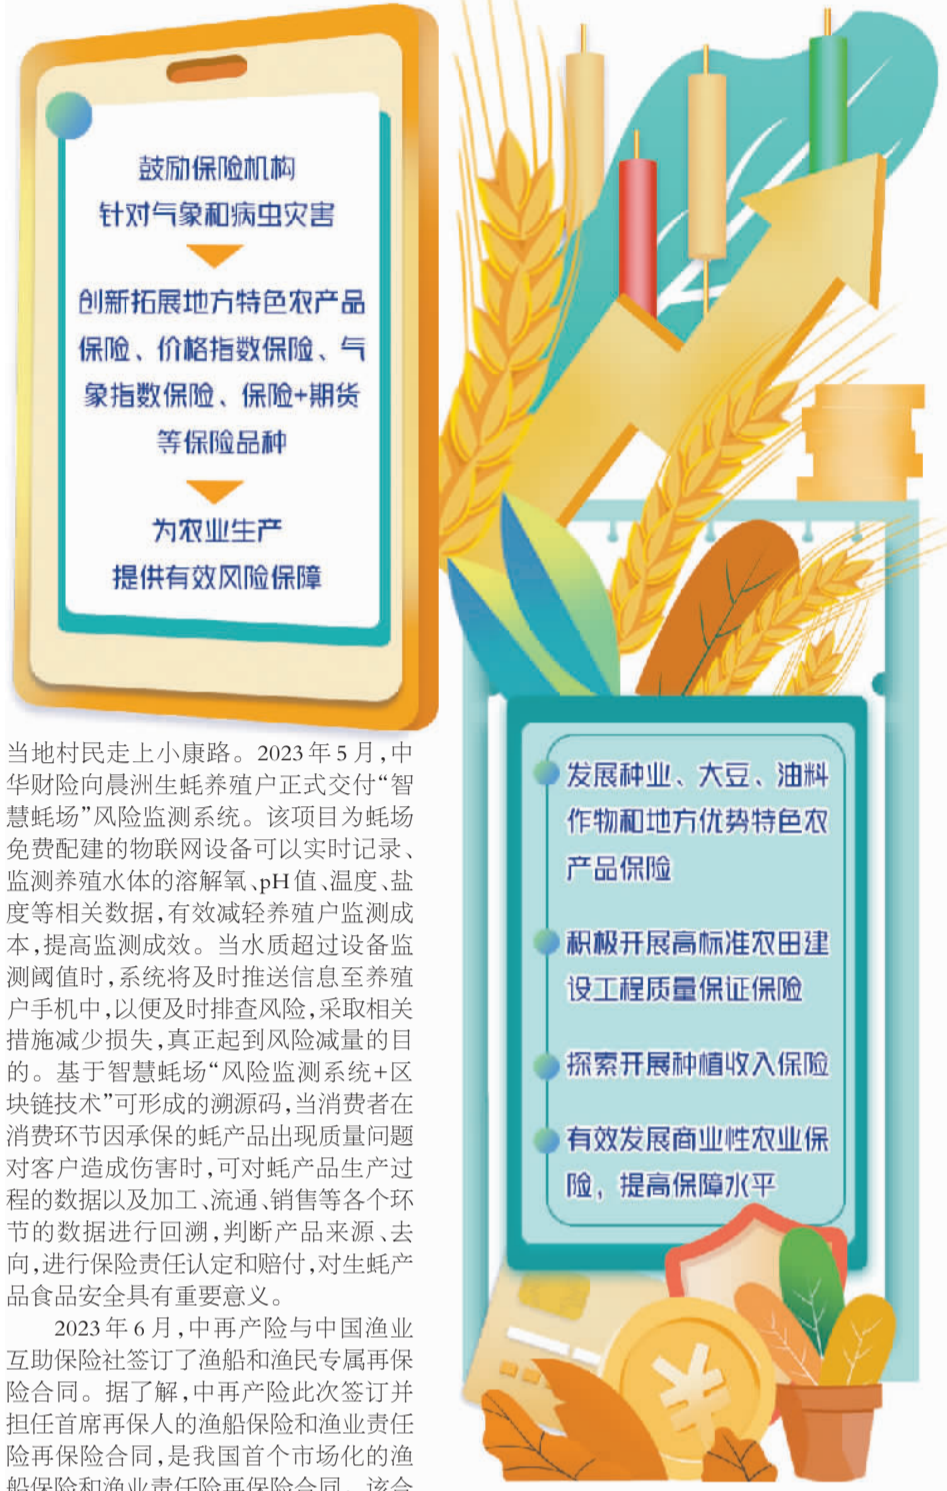 鼓励保险机构
针对气象和病虫灾害
创新拓展地方特色农产品
保险、价格指数保险、气
象指数保险、保险+期货
等保险品种
为农业生产
提供有效风险保障
当地村民走上小康路。2023年5月，中
华财险向晨洲生蚝养殖户正式交付“智
慧蚝场”风险监测系统。该项目为蚝场
免费配建的物联网设备可以实时记录、
监测养殖水体的溶解氧、pH值、温度、盐
度等相关数据，有效减轻养殖户监测成
本，提高监测成效。当水质超过设备监
测阈值时，系统将及时推送信息至养殖
户手机中，以便及时排查风险，采取相关
措施减少损失，真正起到风险减量的目
的。基于智慧蚝场“风险监测系统+区
块链技术”可形成的溯源码，当消费者在
消费环节因承保的蚝产品出现质量问题
对客户造成伤害时，可对蚝产品生产过
程的数据以及加工、流通、销售等各个环
节的数据进行回溯，判断产品来源、去
向，进行保险责任认定和赔付，对生蚝产
品食品安全具有重要意义。
2023年6月，中再产险与中国渔业
互助保险社签订了渔船和渔民专属再保
险合同。据了解，中再产险此次签订并
担任首席再保人的渔船保险和渔业责任
险再保险合同，是我国首个市场化的渔
船保险和渔业责任险再保险合同。该合
发展种业、大豆、油料
作物和地方优势特色农
产品保险
积极开展高标准农田建
设工程质量保证保险
探索开展种植收入保险
有效发展商业性农业保
险，提高保障水平